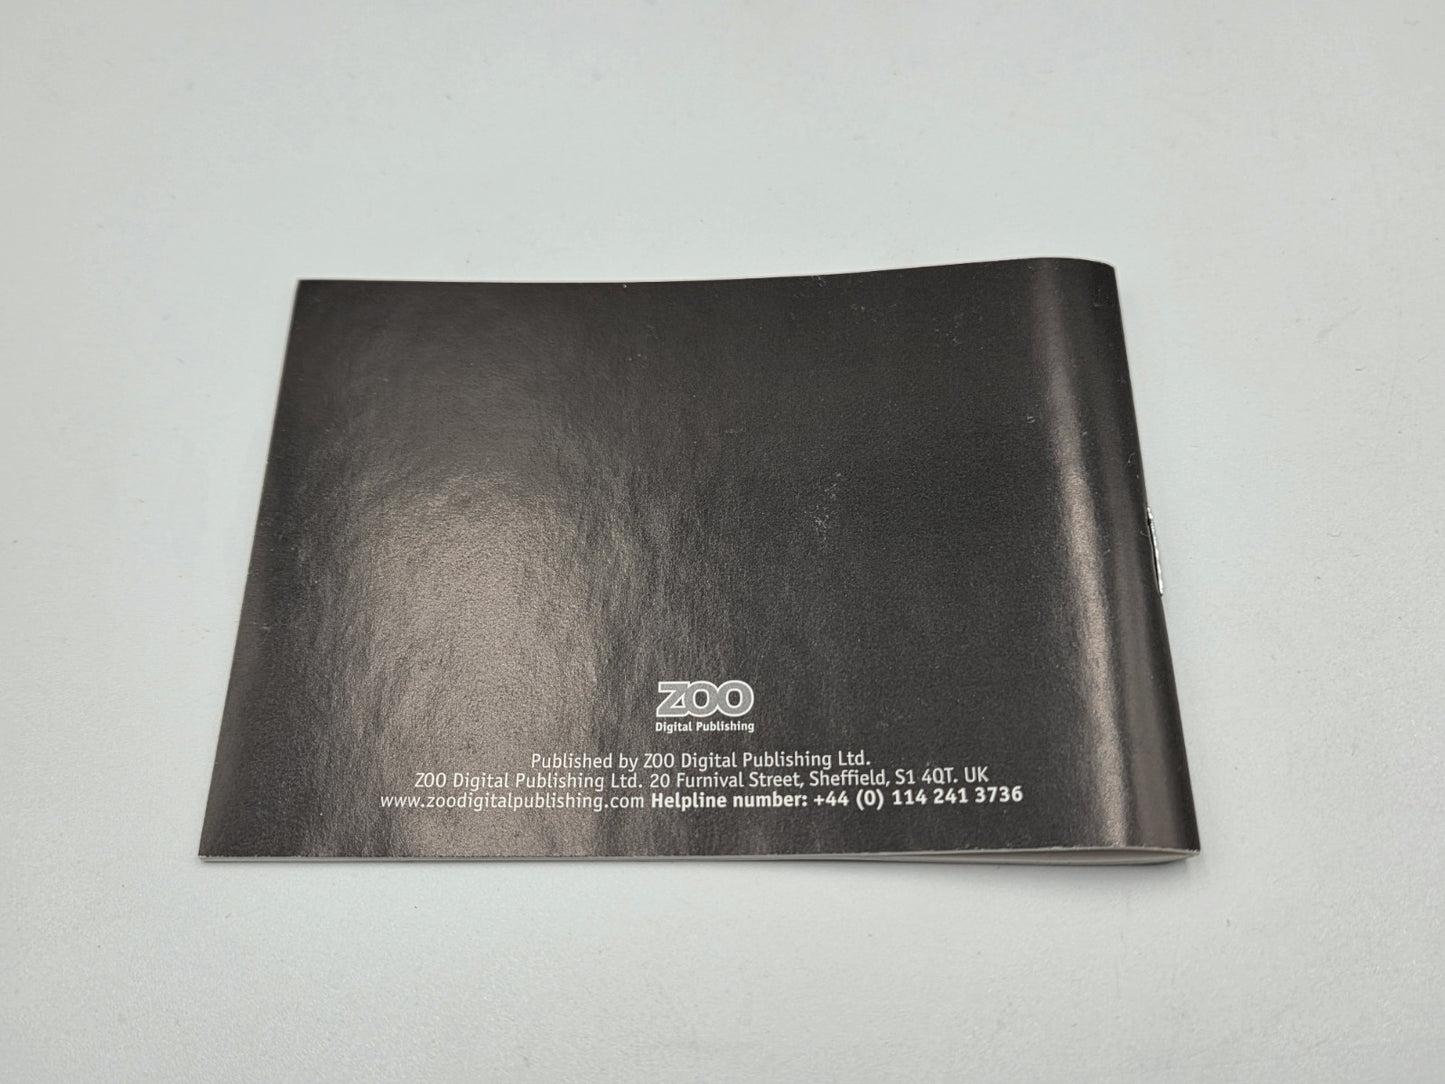 ZOO
Digital Publishing
Published by ZOO Digital Publishing Ltd.
ZOO Digital Publishing Ltd. 20 Furnival Street, Sheffield, S1 4QT. UK
www.zoodigitalpublishing.com Helpline number: +44 (0) 114 241 3736